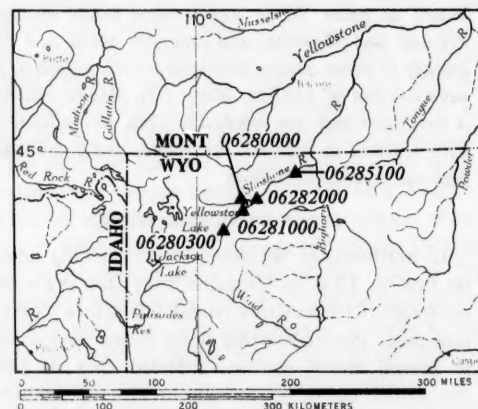 110°
Musselshell
Yellowstone
R
Butte
Madison
Gallatin
R
Tongue
R
Powder
MONT
06280000
45°
WYO
Shoshone
R
06285100
Red Rock
R
06282000
Yellowstone
Lake
Bighorn
06281000
IDAHO
06280300
Jackson
Lake
Wind
R
Palisades
Res
R
Casper
0 50 100 200 300 MILES
0 100 200 300 KILOMETERS